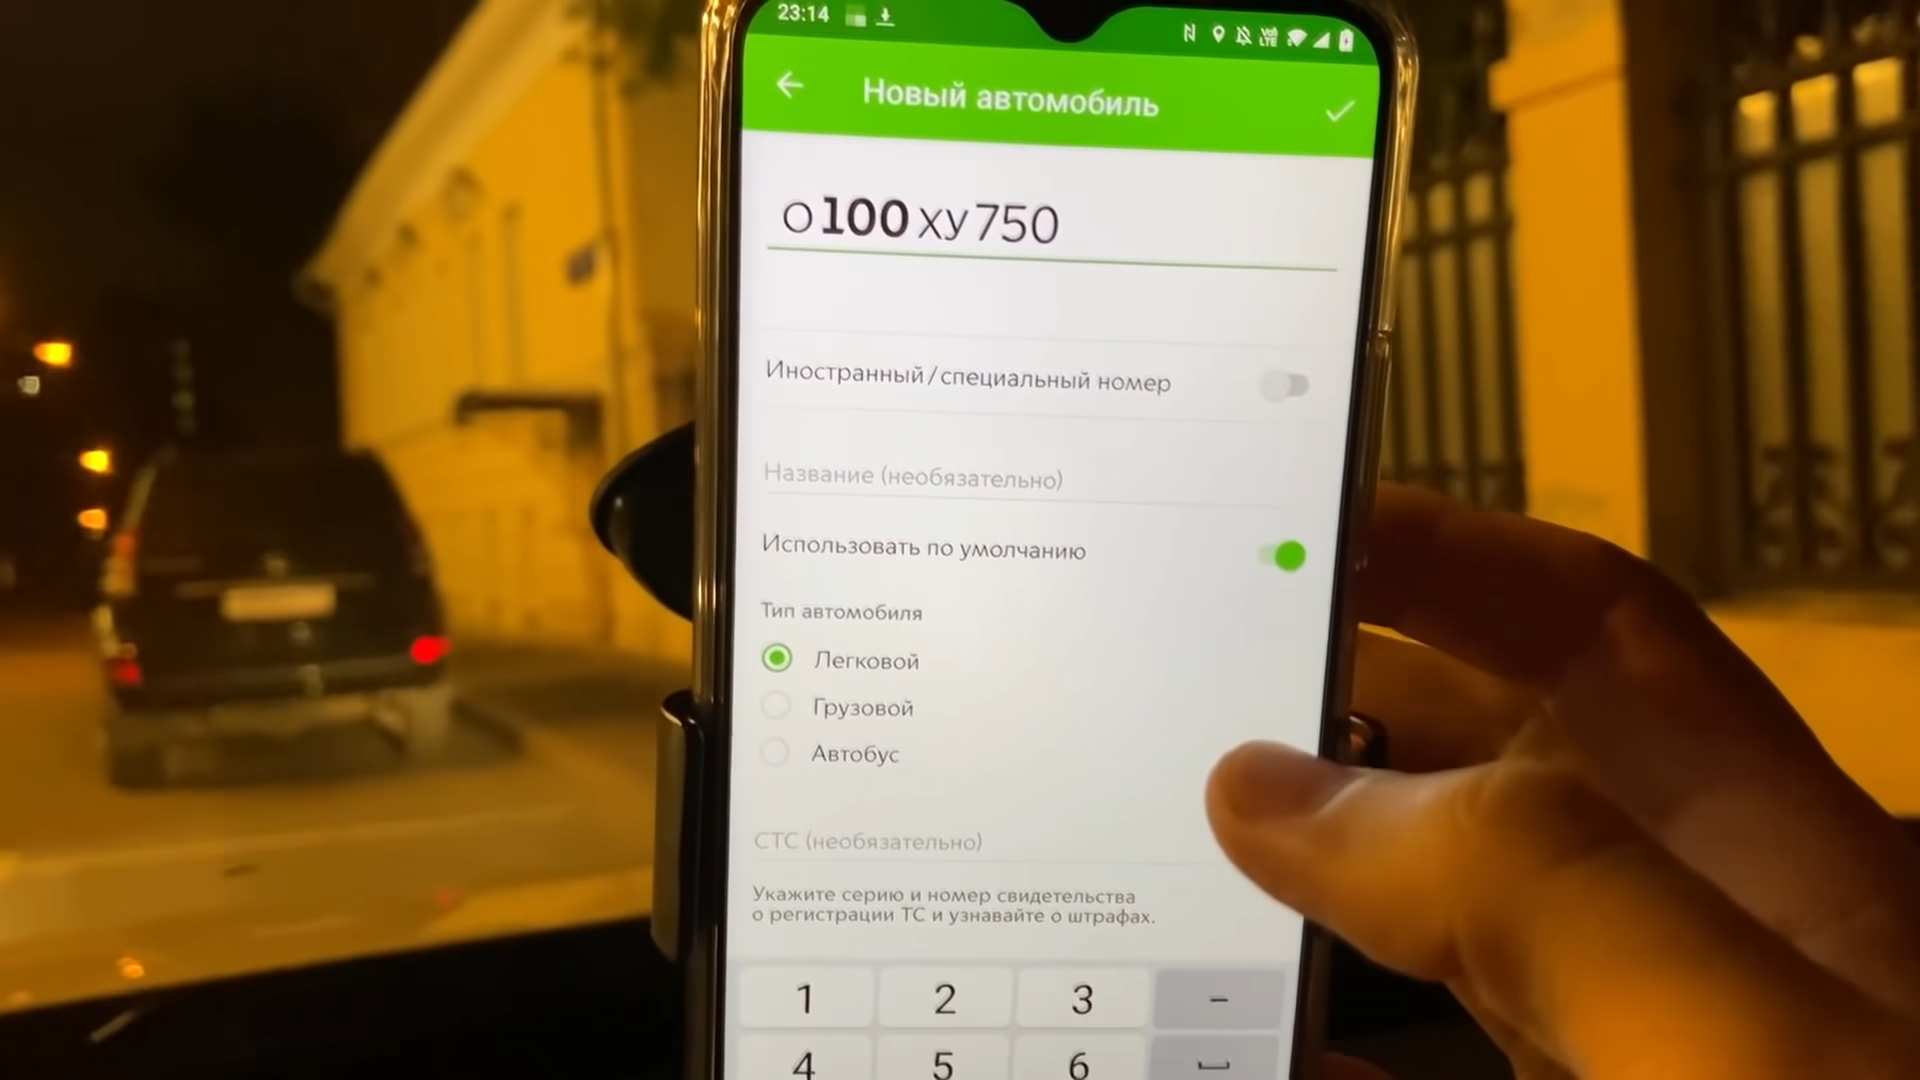 23:14
Новый автомобиль
о100ху750
Иностранный/специальный номер
Название (необязательно)
Использовать по умолчанию
Тип автомобиля
Легковой
Грузовой
Автобус
СТС (необязательно)
Укажите серию и номер свидетельства
о регистрации ТС и узнавайте о штрафах.
1 2 3 –
4 5 6